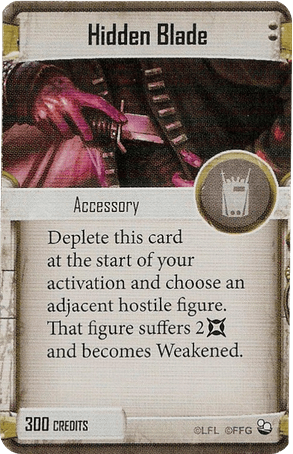 Hidden Blade
Accessory
Deplete this card
at the start of your
activation and choose an
adjacent hostile figure.
That figure suffers 2
and becomes Weakened.
300 CREDITS
©LFL ©FFG